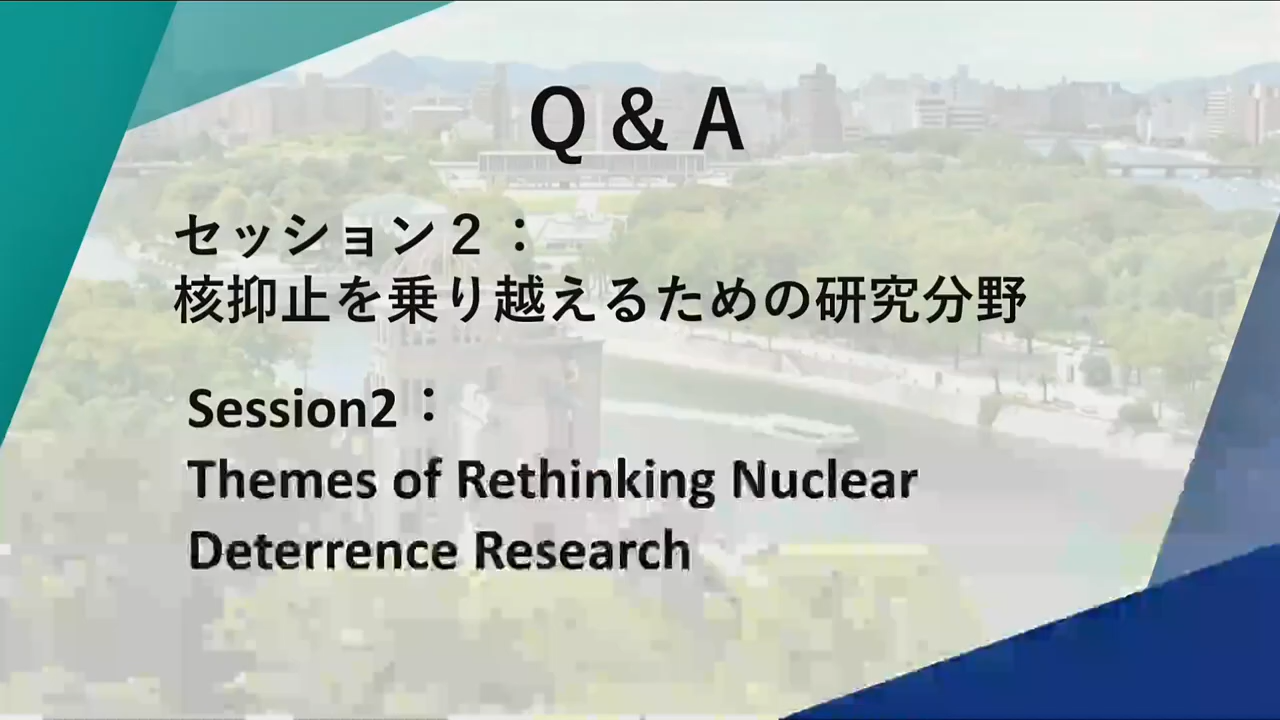 Q & A
セッション２：
核抑止を乗り越えるための研究分野
Session2：
Themes of Rethinking Nuclear
Deterrence Research